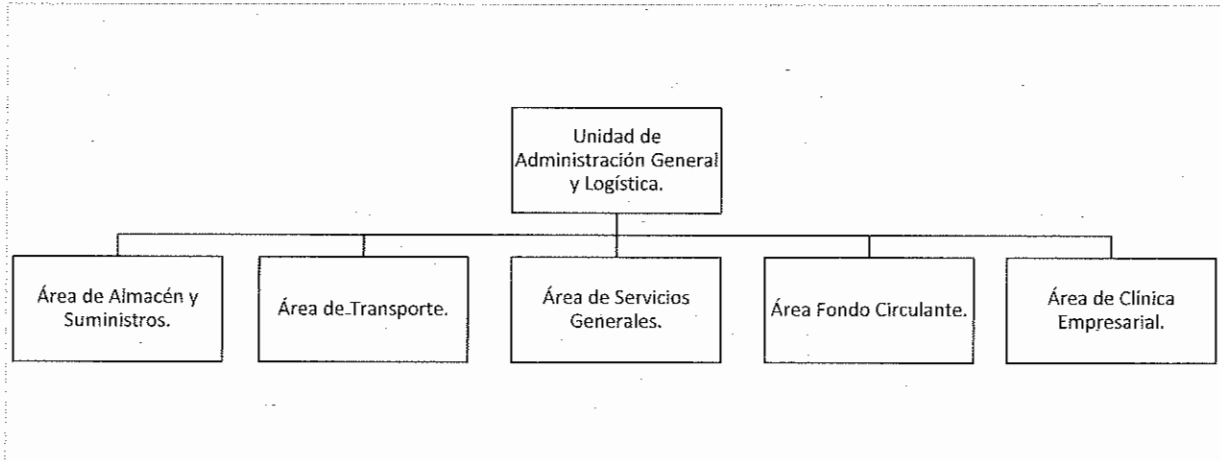 Unidad de
Administración General
y Logística.
Área de Almacén y
Suministros.
Área de Transporte.
Área de Servicios
Generales.
Área Fondo Circulante.
Área de Clínica
Empresarial.